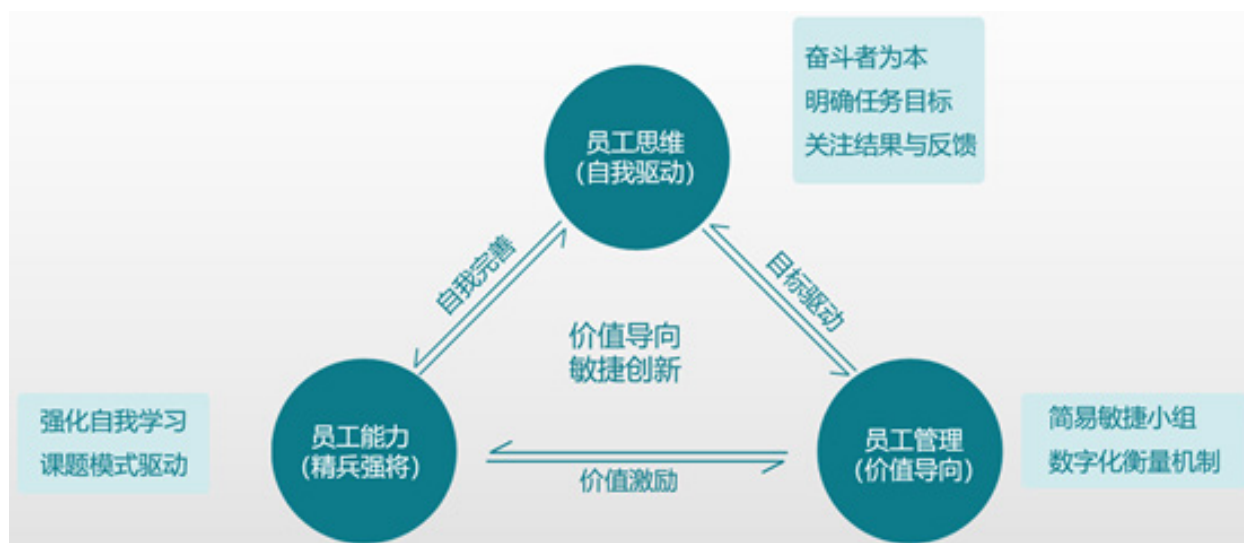 奋斗者为本
明确任务目标
关注结果与反馈
员工思维
(自我驱动)
自我完善
目标驱动
价值导向
敏捷创新
强化自我学习
课题模式驱动
员工能力
(精兵强将)
价值激励
员工管理
(价值导向)
简易敏捷小组
数字化衡量机制